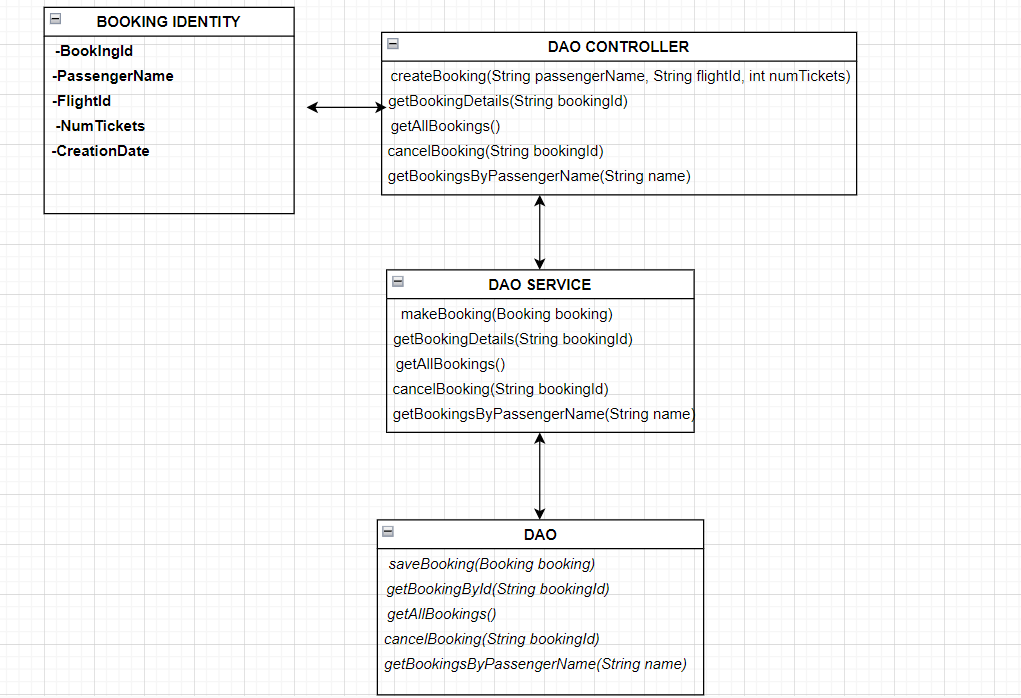 BOOKING IDENTITY
-BookIngId
-PassengerName
-FlightId
-NumTickets
-CreationDate
DAO CONTROLLER
createBooking(String passengerName, String flightId, int numTickets)
getBookingDetails(String bookingId)
getAllBookings()
cancelBooking(String bookingId)
getBookingsByPassengerName(String name)
DAO SERVICE
makeBooking(Booking booking)
getBookingDetails(String bookingId)
getAllBookings()
cancelBooking(String bookingId)
getBookingsByPassengerName(String name)
DAO
saveBooking(Booking booking)
getBookingById(String bookingId)
getAllBookings()
cancelBooking(String bookingId)
getBookingsByPassengerName(String name)